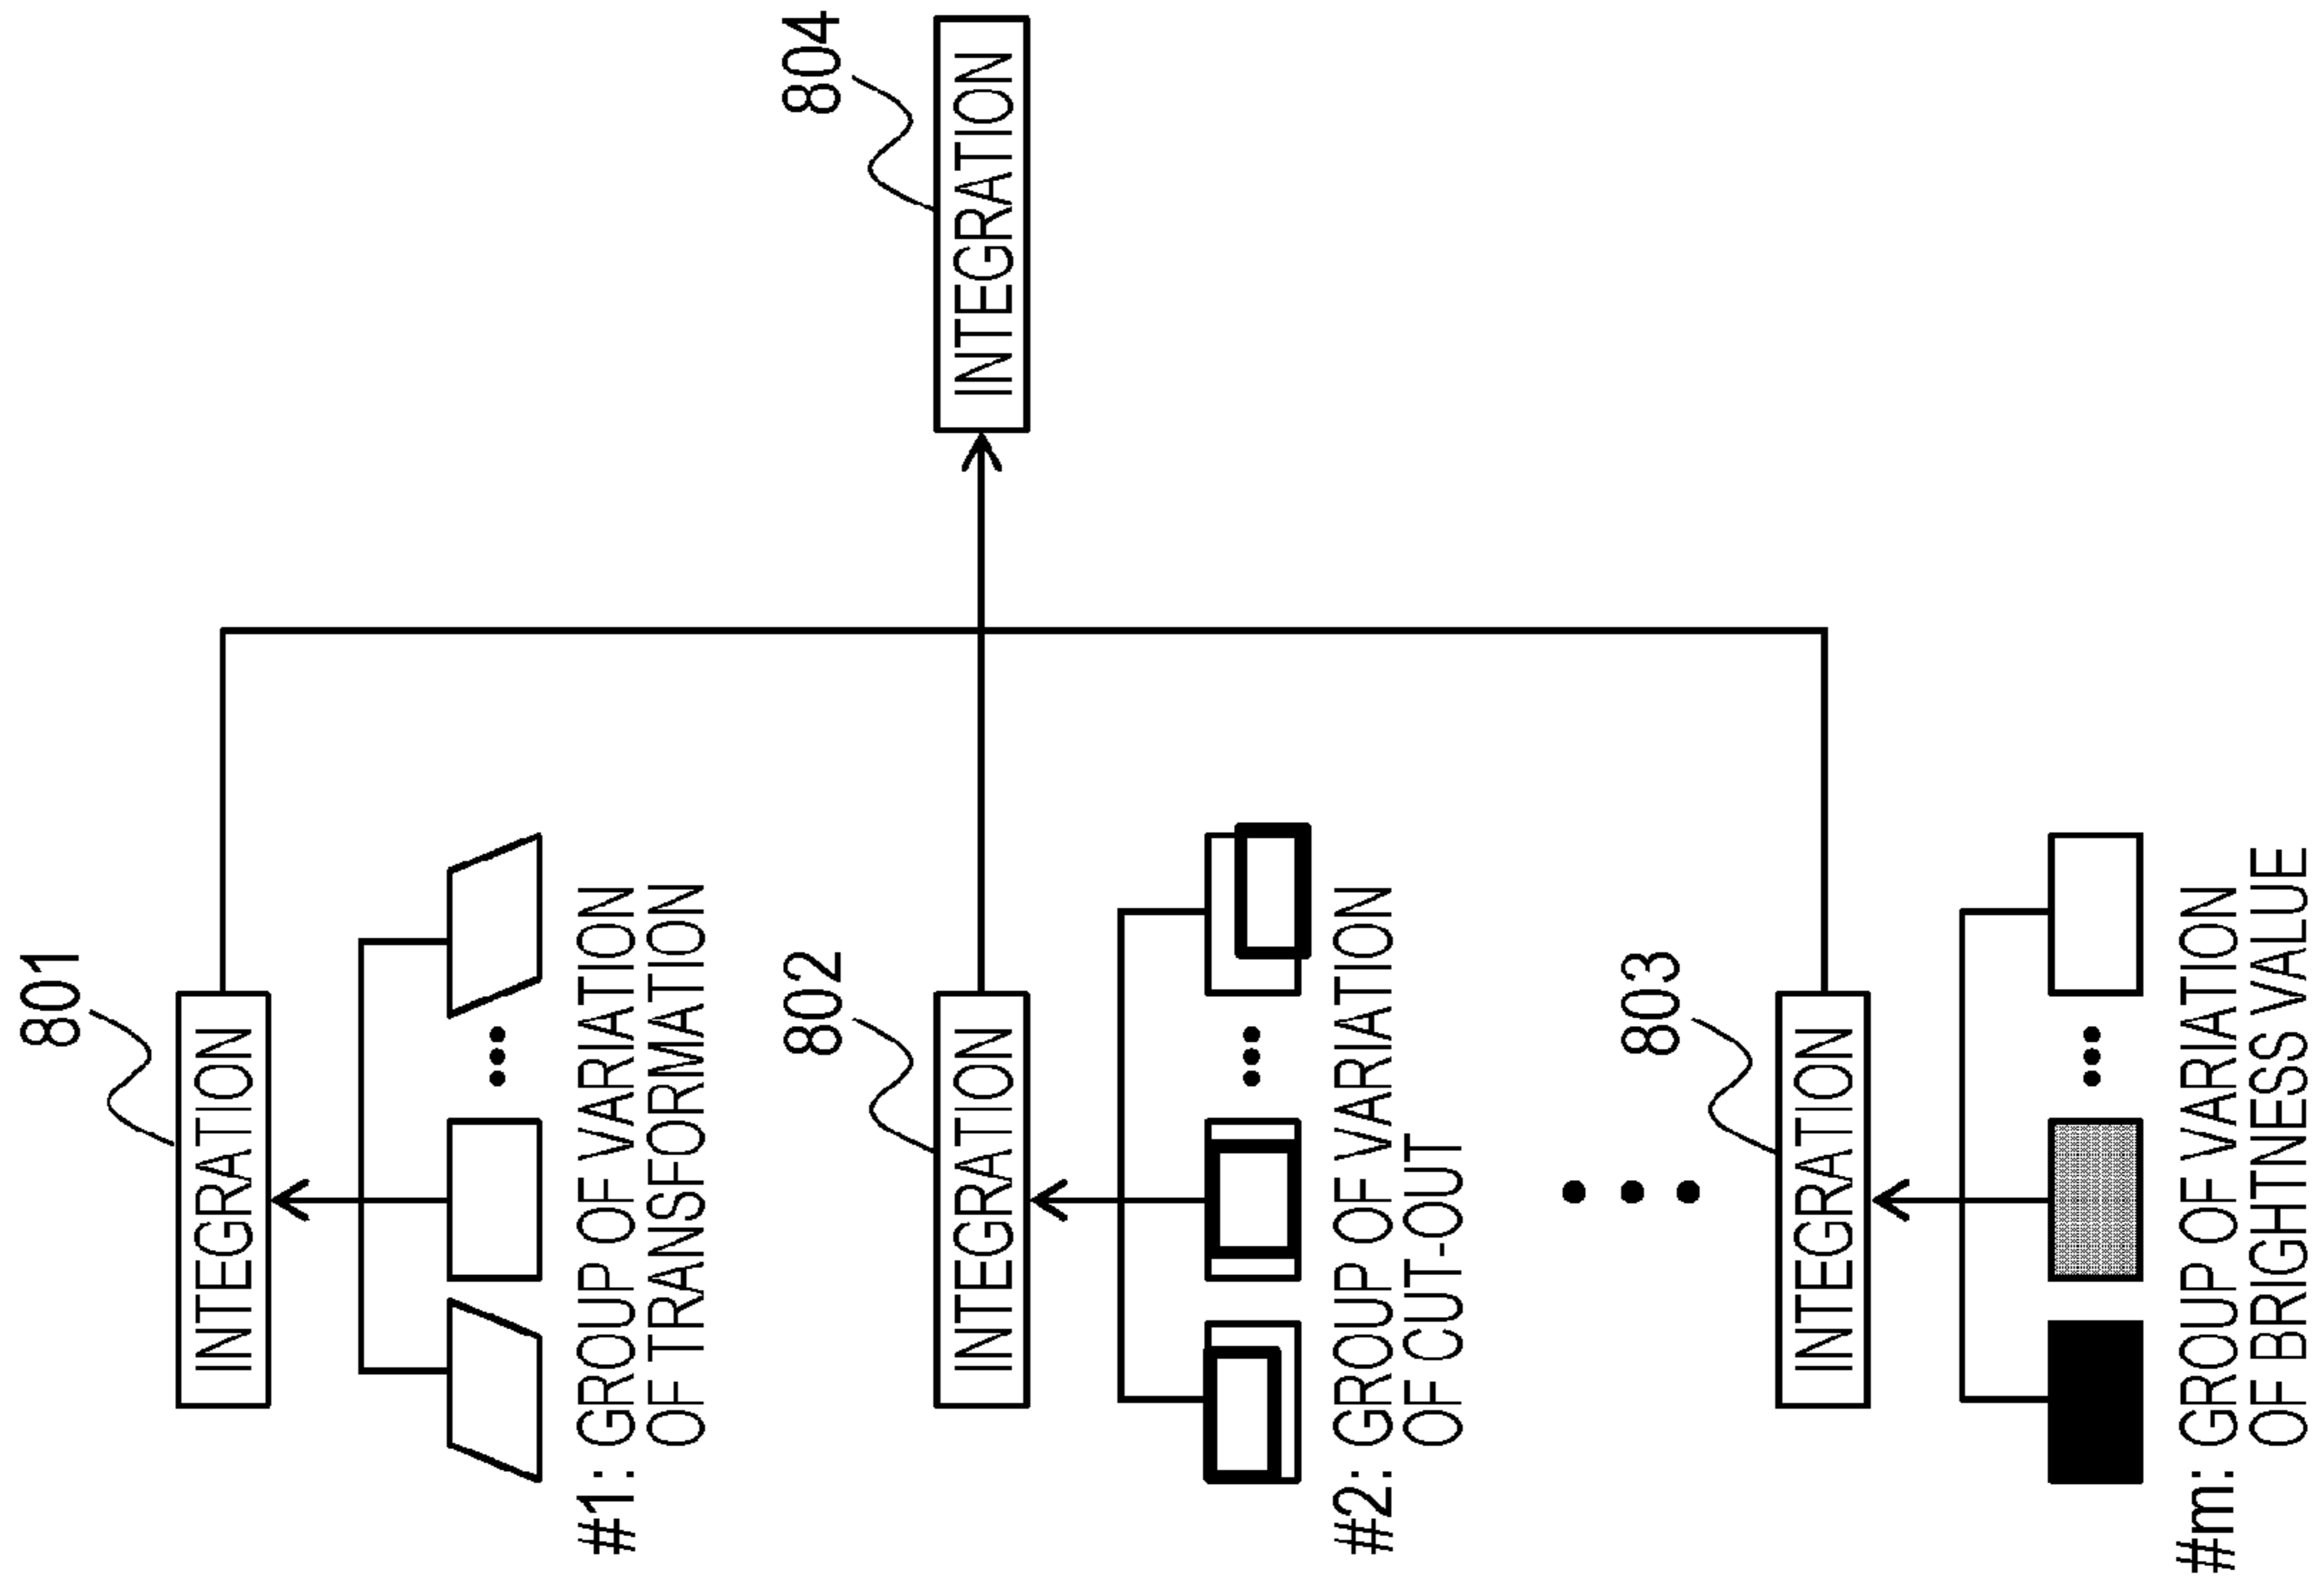 804
INTEGRATION
801
INTEGRATION
#1: GROUP OF VARIATION
OF TRANSFORMATION
802
INTEGRATION
#2: GROUP OF VARIATION
OF CUT-OUT
803
INTEGRATION
#m: GROUP OF VARIATION
OF BRIGHTNESS VALUE